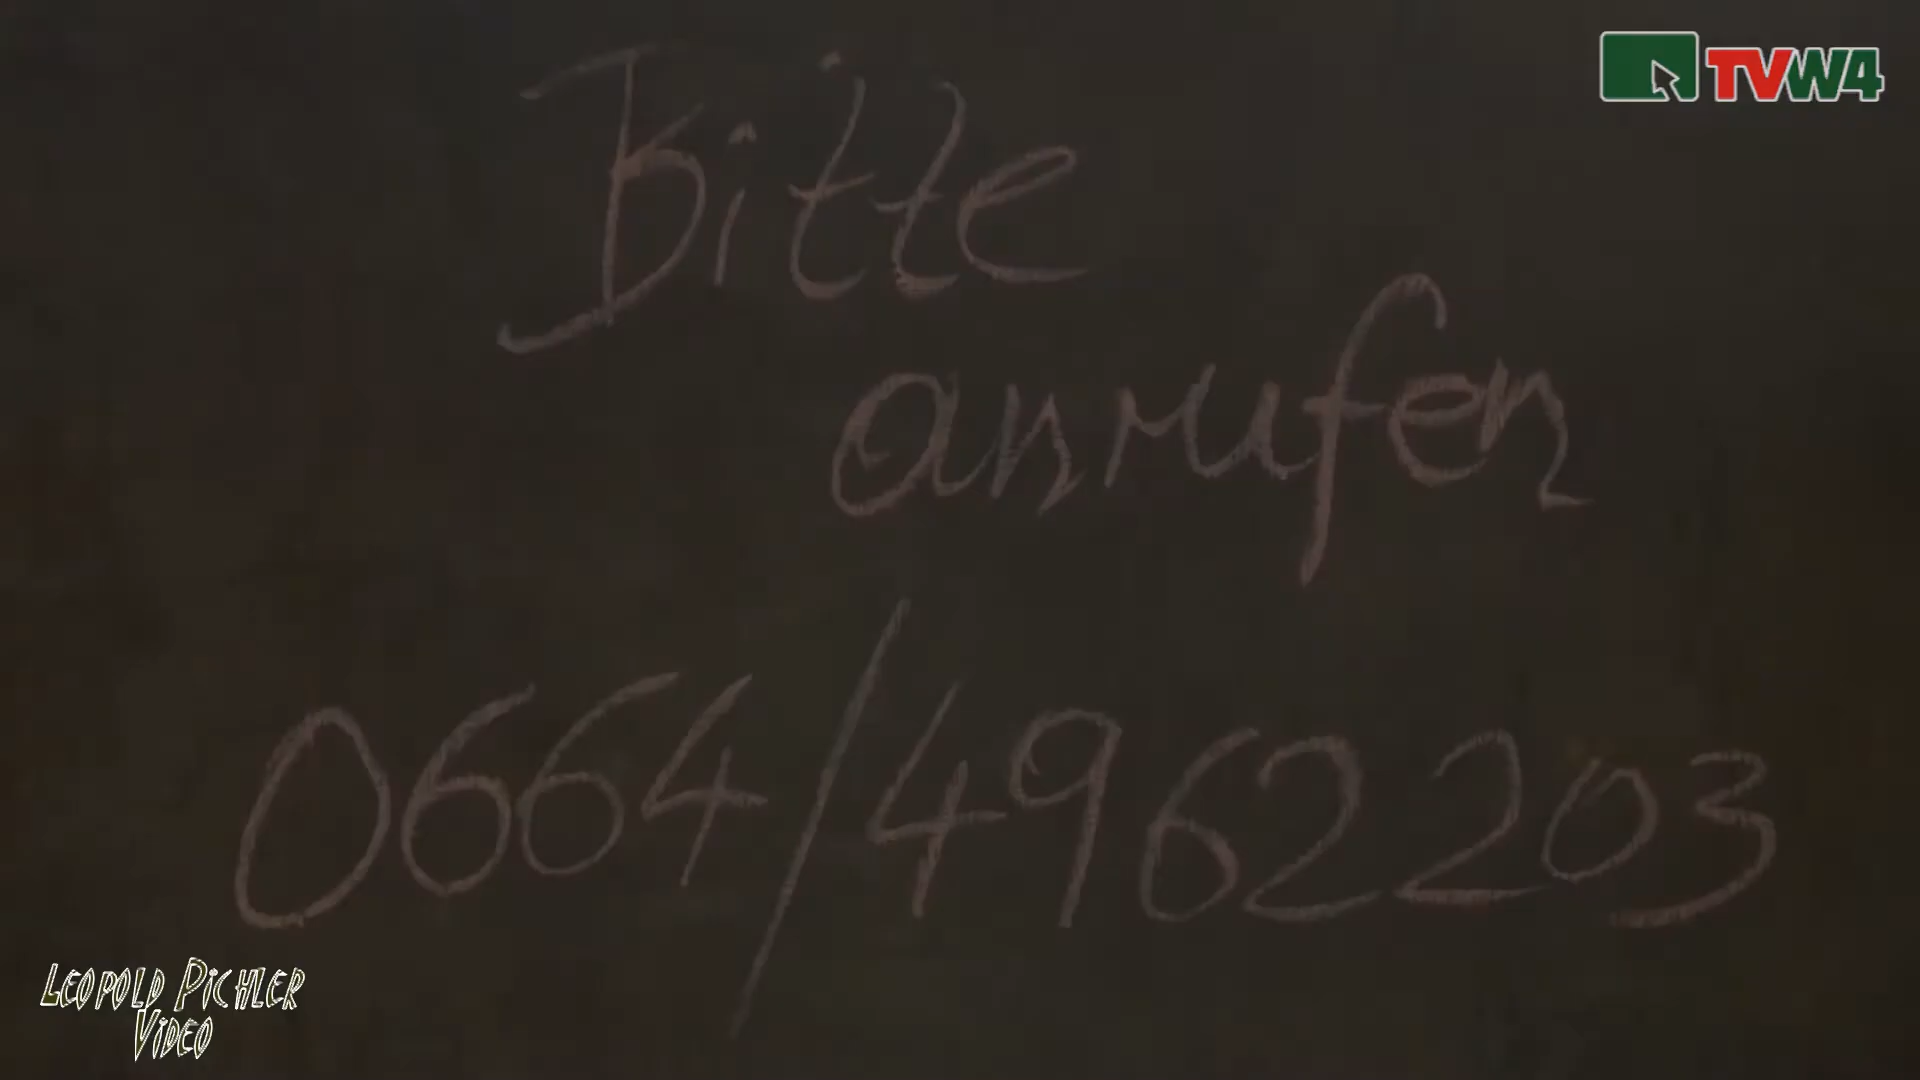 TVW4
Bitte
anrufen
0664/4962203
LEOPOLD PICHLER
VIDEO